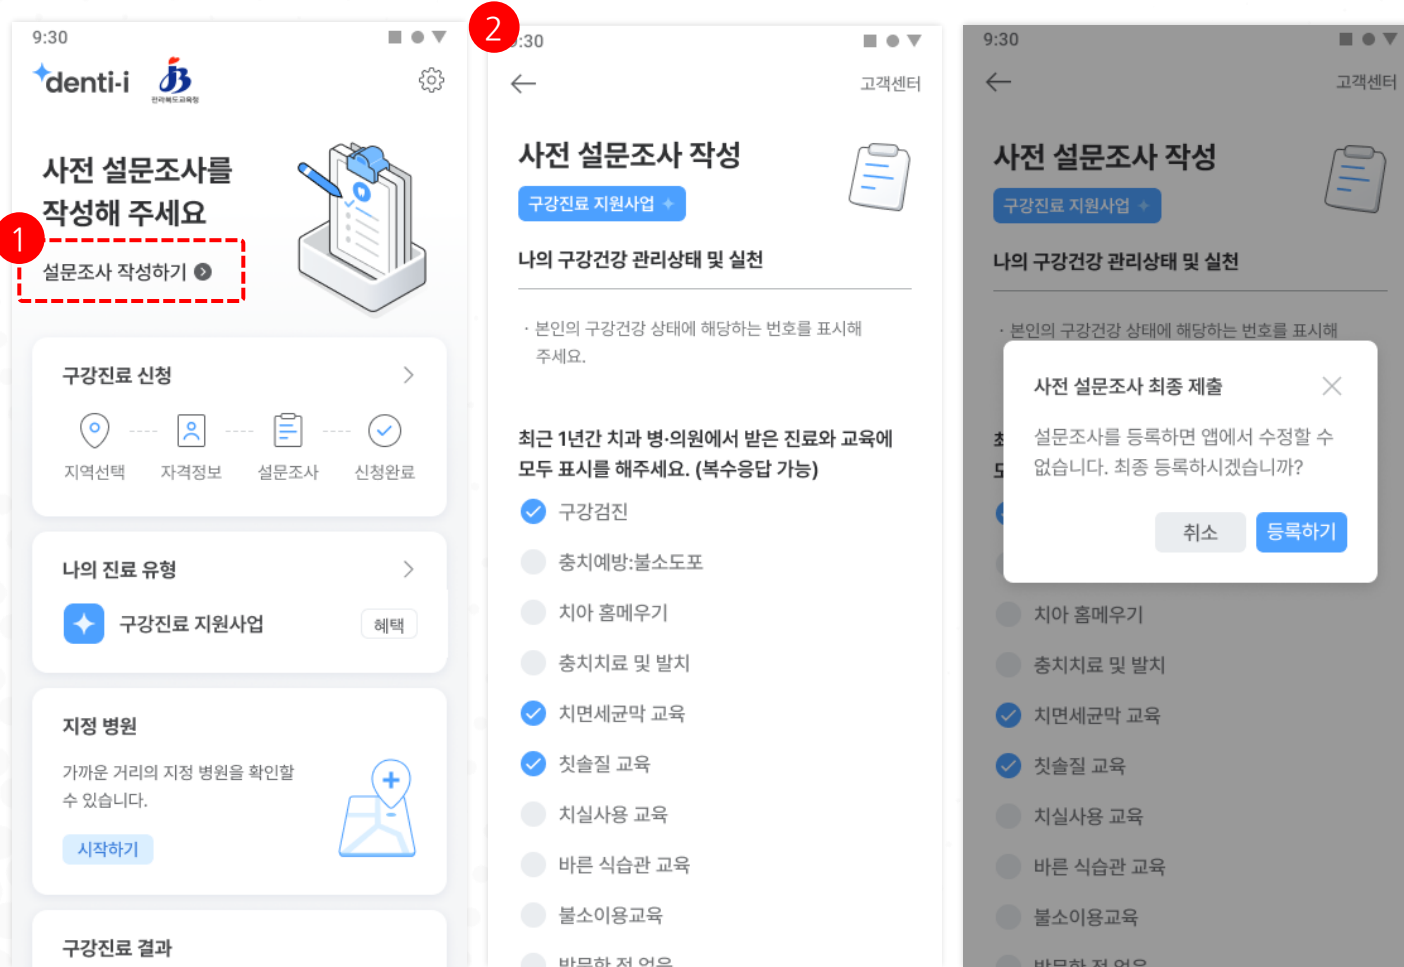 9:30
denti-i
전라북도교육청
사전 설문조사를
작성해 주세요
1
설문조사 작성하기
구강진료 신청
지역선택
자격정보
설문조사
신청완료
나의 진료 유형
구강진료 지원사업
혜택
지정 병원
가까운 거리의 지정 병원을 확인할
수 있습니다.
시작하기
구강진료 결과
2
:30
고객센터
사전 설문조사 작성
구강진료 지원사업
나의 구강건강 관리상태 및 실천
· 본인의 구강건강 상태에 해당하는 번호를 표시해
주세요.
최근 1년간 치과 병·의원에서 받은 진료와 교육에
모두 표시를 해주세요. (복수응답 가능)
구강검진
충치예방:불소도포
치아 홈메우기
충치치료 및 발치
치면세균막 교육
칫솔질 교육
치실사용 교육
바른 식습관 교육
불소이용교육
방문한 적 없음
9:30
고객센터
사전 설문조사 작성
구강진료 지원사업
나의 구강건강 관리상태 및 실천
· 본인의 구강건강 상태에 해당하는 번호를 표시해
사전 설문조사 최종 제출
설문조사를 등록하면 앱에서 수정할 수
없습니다. 최종 등록하시겠습니까?
취소
등록하기
치아 홈메우기
충치치료 및 발치
치면세균막 교육
칫솔질 교육
치실사용 교육
바른 식습관 교육
불소이용교육
방문한 적 없음